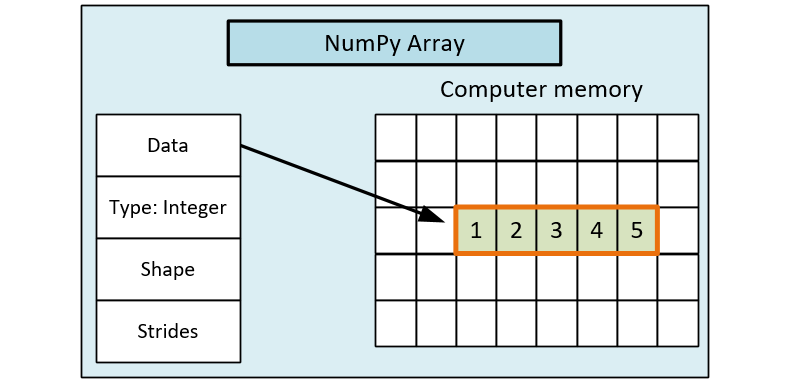 NumPy Array
Computer memory
Data
Type: Integer
Shape
Strides
1 2 3 4 5